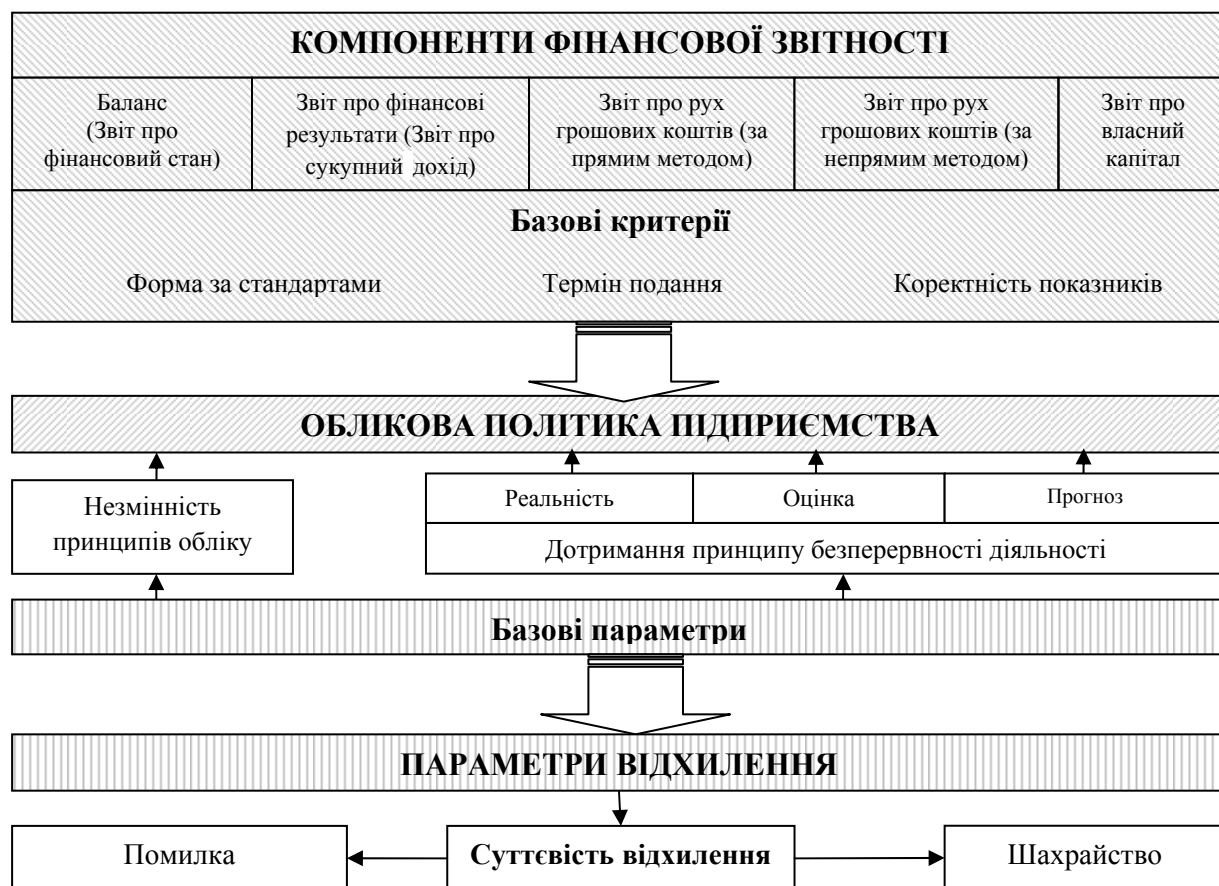 КОМПОНЕНТИ ФІНАНСОВОЇ ЗВІТНОСТІ
Баланс
(Звіт про
фінансовий стан)
Звіт про фінансові
результати (Звіт про
сукупний дохід)
Звіт про рух
грошових коштів (за
прямим методом)
Звіт про рух
грошових коштів (за
непрямим методом)
Звіт про
власний
капітал
Базові критерії
Форма за стандартами
Термін подання
Коректність показників
ОБЛІКОВА ПОЛІТИКА ПІДПРИЄМСТВА
Незмінність
принципів обліку
Реальність
Оцінка
Прогноз
Дотримання принципу безперервності діяльності
Базові параметри
ПАРАМЕТРИ ВІДХИЛЕННЯ
Помилка
Суттєвість відхилення
Шахрайство